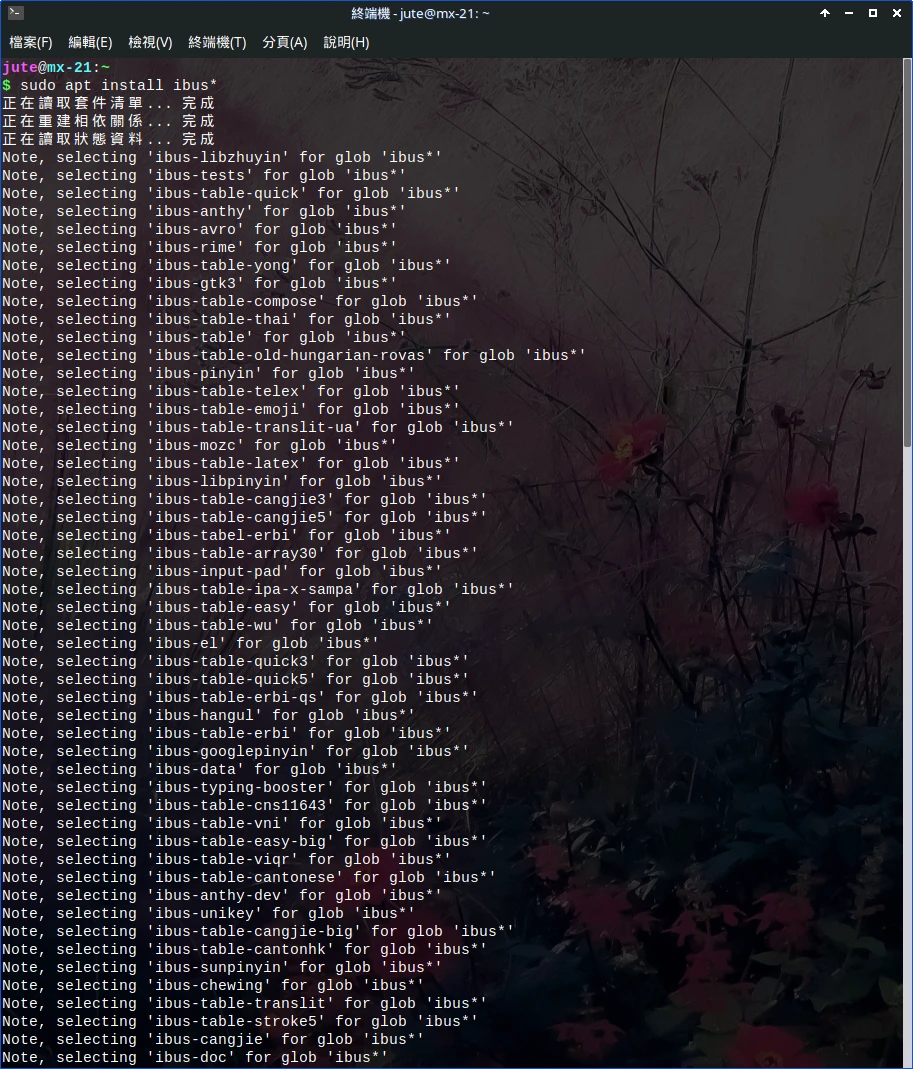 終端機 - jute@mx-21: ~
檔案(F) 編輯(E) 檢視(V) 終端機(T) 分頁(A) 說明(H)
jute@mx-21:~
$ sudo apt install ibus*
正在讀取套件清單... 完成
正在重建相依關係... 完成
正在讀取狀態資料... 完成
Note, selecting 'ibus-libzhuyin' for glob 'ibus*'
Note, selecting 'ibus-tests' for glob 'ibus*'
Note, selecting 'ibus-table-quick' for glob 'ibus*'
Note, selecting 'ibus-anthy' for glob 'ibus*'
Note, selecting 'ibus-avro' for glob 'ibus*'
Note, selecting 'ibus-rime' for glob 'ibus*'
Note, selecting 'ibus-table-yong' for glob 'ibus*'
Note, selecting 'ibus-gtk3' for glob 'ibus*'
Note, selecting 'ibus-table-compose' for glob 'ibus*'
Note, selecting 'ibus-table-thai' for glob 'ibus*'
Note, selecting 'ibus-table' for glob 'ibus*'
Note, selecting 'ibus-table-old-hungarian-rovas' for glob 'ibus*'
Note, selecting 'ibus-pinyin' for glob 'ibus*'
Note, selecting 'ibus-table-telex' for glob 'ibus*'
Note, selecting 'ibus-table-emoji' for glob 'ibus*'
Note, selecting 'ibus-table-translit-ua' for glob 'ibus*'
Note, selecting 'ibus-mozc' for glob 'ibus*'
Note, selecting 'ibus-table-latex' for glob 'ibus*'
Note, selecting 'ibus-libpinyin' for glob 'ibus*'
Note, selecting 'ibus-table-cangjie3' for glob 'ibus*'
Note, selecting 'ibus-table-cangjie5' for glob 'ibus*'
Note, selecting 'ibus-tabel-erbi' for glob 'ibus*'
Note, selecting 'ibus-table-array30' for glob 'ibus*'
Note, selecting 'ibus-input-pad' for glob 'ibus*'
Note, selecting 'ibus-table-ipa-x-sampa' for glob 'ibus*'
Note, selecting 'ibus-table-easy' for glob 'ibus*'
Note, selecting 'ibus-table-wu' for glob 'ibus*'
Note, selecting 'ibus-el' for glob 'ibus*'
Note, selecting 'ibus-table-quick3' for glob 'ibus*'
Note, selecting 'ibus-table-quick5' for glob 'ibus*'
Note, selecting 'ibus-table-erbi-qs' for glob 'ibus*'
Note, selecting 'ibus-hangul' for glob 'ibus*'
Note, selecting 'ibus-table-erbi' for glob 'ibus*'
Note, selecting 'ibus-googlepinyin' for glob 'ibus*'
Note, selecting 'ibus-data' for glob 'ibus*'
Note, selecting 'ibus-typing-booster' for glob 'ibus*'
Note, selecting 'ibus-table-cns11643' for glob 'ibus*'
Note, selecting 'ibus-table-vni' for glob 'ibus*'
Note, selecting 'ibus-table-easy-big' for glob 'ibus*'
Note, selecting 'ibus-table-viqr' for glob 'ibus*'
Note, selecting 'ibus-table-cantonese' for glob 'ibus*'
Note, selecting 'ibus-anthy-dev' for glob 'ibus*'
Note, selecting 'ibus-unikey' for glob 'ibus*'
Note, selecting 'ibus-table-cangjie-big' for glob 'ibus*'
Note, selecting 'ibus-table-cantonhk' for glob 'ibus*'
Note, selecting 'ibus-sunpinyin' for glob 'ibus*'
Note, selecting 'ibus-chewing' for glob 'ibus*'
Note, selecting 'ibus-table-translit' for glob 'ibus*'
Note, selecting 'ibus-table-stroke5' for glob 'ibus*'
Note, selecting 'ibus-cangjie' for glob 'ibus*'
Note, selecting 'ibus-doc' for glob 'ibus*'